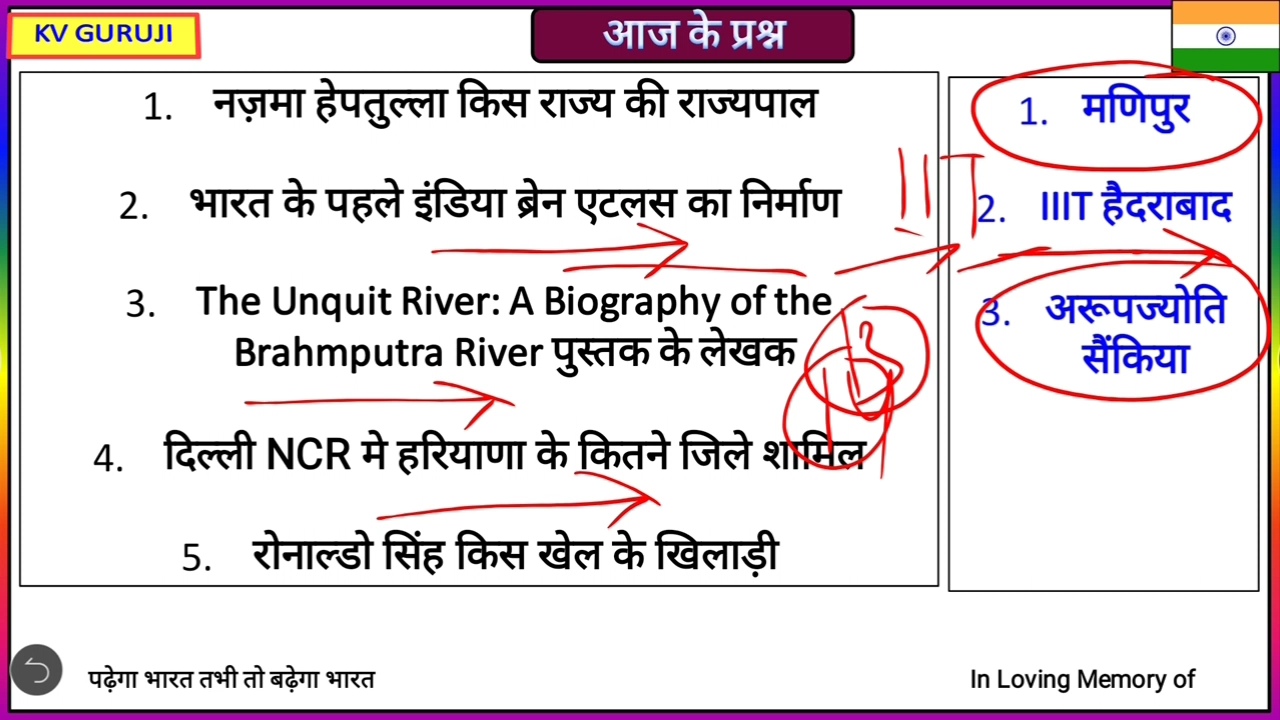 KV GURUJI
आज के प्रश्न
1. नज़मा हेपतुल्ला किस राज्य की राज्यपाल
2. भारत के पहले इंडिया ब्रेन एटलस का निर्माण
3. The Unquit River: A Biography of the
Brahmputra River पुस्तक के लेखक
4. दिल्ली NCR मे हरियाणा के कितने जिले शामिल
5. रोनाल्डो सिंह किस खेल के खिलाड़ी
1. मणिपुर
IIT
2. IIIT हैदराबाद
3. अरूपज्योति
सैंकिया
13
पढ़ेगा भारत तभी तो बढ़ेगा भारत
In Loving Memory of